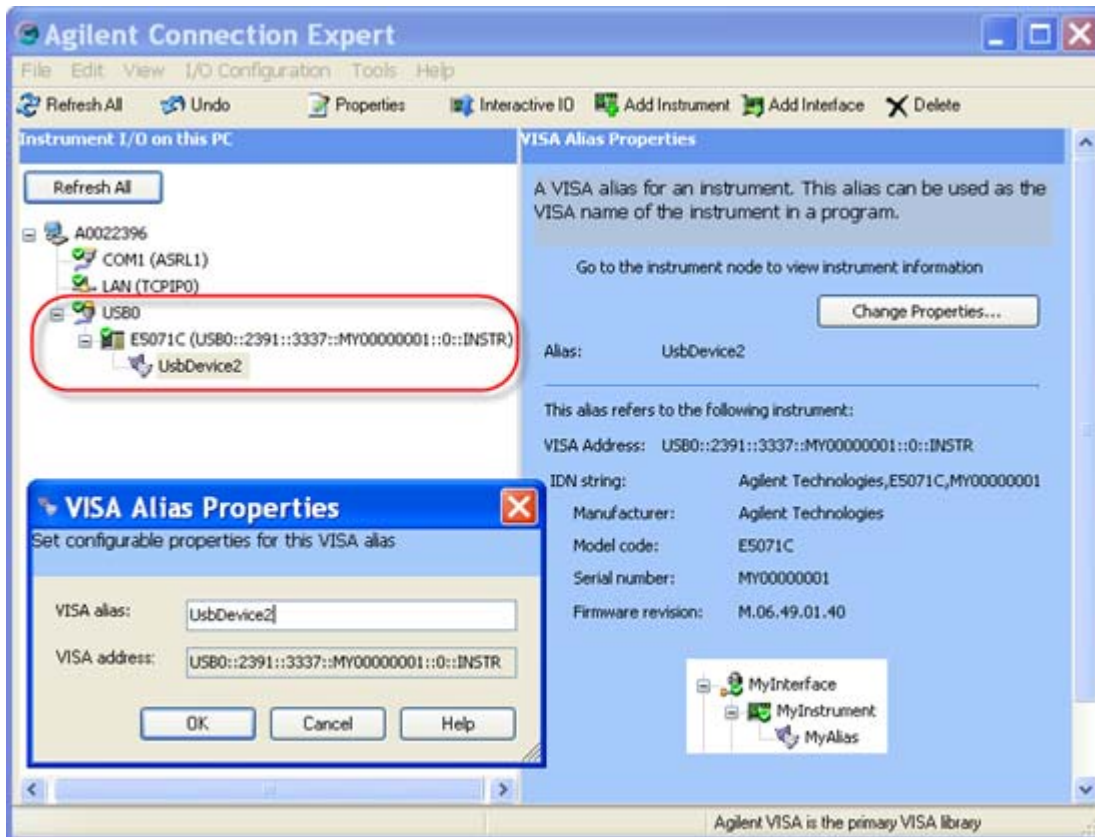 Agilent Connection Expert
File Edit View I/O Configuration Tools Help
Refresh All Undo Properties Interactive IO Add Instrument Add Interface Delete
Instrument I/O on this PC
Refresh All
A0022396
COM1 (ASRL1)
LAN (TCPIP0)
USB0
E5071C (USB0::2391::3337::MY00000001::0::INSTR)
UsbDevice2
VISA Alias Properties
A VISA alias for an instrument. This alias can be used as the
VISA name of the instrument in a program.
Go to the instrument node to view instrument information
Change Properties...
Alias: UsbDevice2
This alias refers to the following instrument:
VISA Address: USB0::2391::3337::MY00000001::0::INSTR
IDN string: Agilent Technologies,E5071C,MY00000001
Manufacturer: Agilent Technologies
Model code: E5071C
Serial number: MY00000001
Firmware revision: M.06.49.01.40
MyInterface
MyInstrument
MyAlias
VISA Alias Properties
Set configurable properties for this VISA alias
VISA alias: UsbDevice2
VISA address: USB0::2391::3337::MY00000001::0::INSTR
OK Cancel Help
Agilent VISA is the primary VISA library